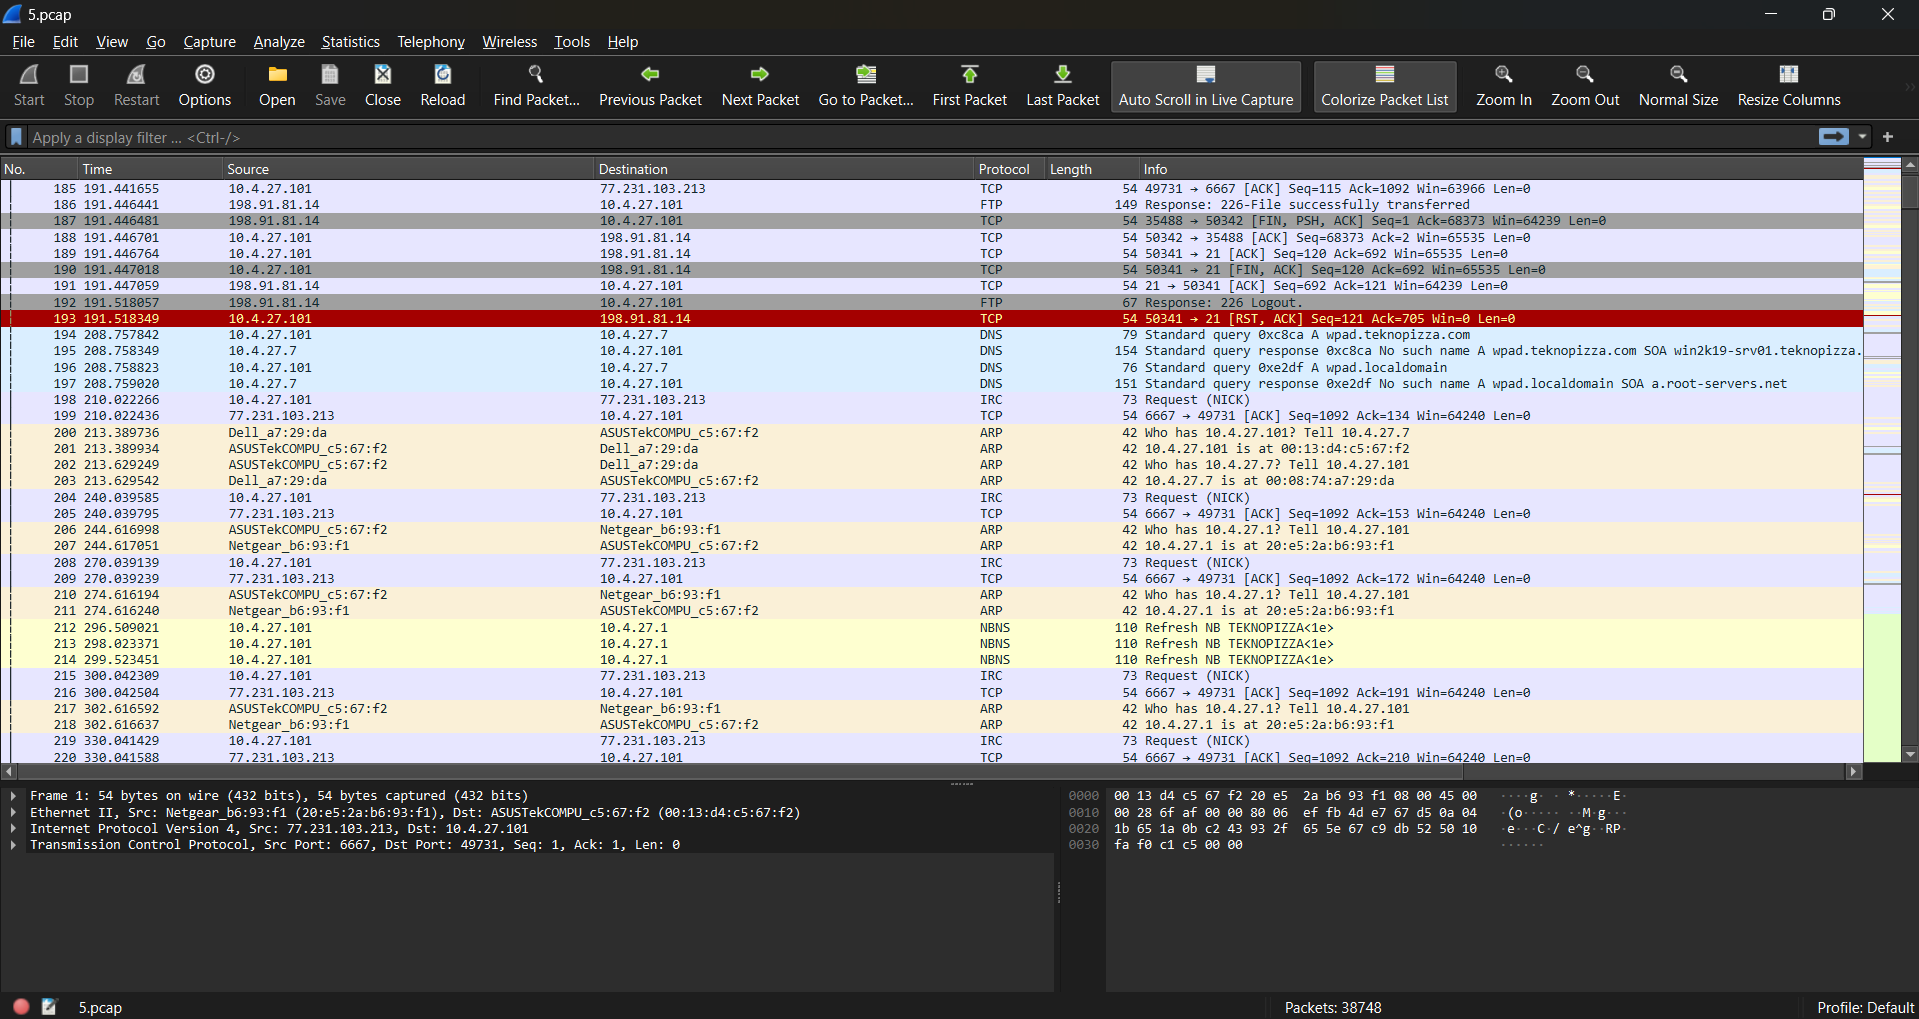 5.pcap
File Edit View Go Capture Analyze Statistics Telephony Wireless Tools Help
Start Stop Restart Options Open Save Close Reload Find Packet... Previous Packet Next Packet Go to Packet... First Packet Last Packet Auto Scroll in Live Capture Colorize Packet List Zoom In Zoom Out Normal Size Resize Columns
Apply a display filter ... <Ctrl-/>
No. Time Source Destination Protocol Length Info
185 191.441655 10.4.27.101 77.231.103.213 TCP 54 49731 → 6667 [ACK] Seq=115 Ack=1092 Win=63966 Len=0
186 191.446441 198.91.81.14 10.4.27.101 FTP 149 Response: 226-File successfully transferred
187 191.446481 198.91.81.14 10.4.27.101 TCP 54 35488 → 50342 [FIN, PSH, ACK] Seq=1 Ack=68373 Win=64239 Len=0
188 191.446701 10.4.27.101 198.91.81.14 TCP 54 50342 → 35488 [ACK] Seq=68373 Ack=2 Win=65535 Len=0
189 191.446764 10.4.27.101 198.91.81.14 TCP 54 50341 → 21 [ACK] Seq=120 Ack=692 Win=65535 Len=0
190 191.447018 10.4.27.101 198.91.81.14 TCP 54 50341 → 21 [FIN, ACK] Seq=120 Ack=692 Win=65535 Len=0
191 191.447059 198.91.81.14 10.4.27.101 TCP 54 21 → 50341 [ACK] Seq=692 Ack=121 Win=64239 Len=0
192 191.518057 198.91.81.14 10.4.27.101 FTP 67 Response: 226 Logout.
193 191.518349 10.4.27.101 198.91.81.14 TCP 54 50341 → 21 [RST, ACK] Seq=121 Ack=705 Win=0 Len=0
194 208.757842 10.4.27.101 10.4.27.7 DNS 79 Standard query 0xc8ca A wpad.teknopizza.com
195 208.758349 10.4.27.7 10.4.27.101 DNS 154 Standard query response 0xc8ca No such name A wpad.teknopizza.com SOA win2k19-srv01.teknopizza.
196 208.758823 10.4.27.101 10.4.27.7 DNS 76 Standard query 0xe2df A wpad.localdomain
197 208.759020 10.4.27.7 10.4.27.101 DNS 151 Standard query response 0xe2df No such name A wpad.localdomain SOA a.root-servers.net
198 210.022266 10.4.27.101 77.231.103.213 IRC 73 Request (NICK)
199 210.022436 77.231.103.213 10.4.27.101 TCP 54 6667 → 49731 [ACK] Seq=1092 Ack=134 Win=64240 Len=0
200 213.389736 Dell_a7:29:da ASUSTekCOMPU_c5:67:f2 ARP 42 Who has 10.4.27.101? Tell 10.4.27.7
201 213.389934 ASUSTekCOMPU_c5:67:f2 Dell_a7:29:da ARP 42 10.4.27.101 is at 00:13:d4:c5:67:f2
202 213.629249 ASUSTekCOMPU_c5:67:f2 Dell_a7:29:da ARP 42 Who has 10.4.27.7? Tell 10.4.27.101
203 213.629542 Dell_a7:29:da ASUSTekCOMPU_c5:67:f2 ARP 42 10.4.27.7 is at 00:08:74:a7:29:da
204 240.039585 10.4.27.101 77.231.103.213 IRC 73 Request (NICK)
205 240.039795 77.231.103.213 10.4.27.101 TCP 54 6667 → 49731 [ACK] Seq=1092 Ack=153 Win=64240 Len=0
206 244.616998 ASUSTekCOMPU_c5:67:f2 Netgear_b6:93:f1 ARP 42 Who has 10.4.27.1? Tell 10.4.27.101
207 244.617051 Netgear_b6:93:f1 ASUSTekCOMPU_c5:67:f2 ARP 42 10.4.27.1 is at 20:e5:2a:b6:93:f1
208 270.039139 10.4.27.101 77.231.103.213 IRC 73 Request (NICK)
209 270.039239 77.231.103.213 10.4.27.101 TCP 54 6667 → 49731 [ACK] Seq=1092 Ack=172 Win=64240 Len=0
210 274.616194 ASUSTekCOMPU_c5:67:f2 Netgear_b6:93:f1 ARP 42 Who has 10.4.27.1? Tell 10.4.27.101
211 274.616240 Netgear_b6:93:f1 ASUSTekCOMPU_c5:67:f2 ARP 42 10.4.27.1 is at 20:e5:2a:b6:93:f1
212 296.509021 10.4.27.101 10.4.27.1 NBNS 110 Refresh NB TEKNOPIZZA<1e>
213 298.023371 10.4.27.101 10.4.27.1 NBNS 110 Refresh NB TEKNOPIZZA<1e>
214 299.523451 10.4.27.101 10.4.27.1 NBNS 110 Refresh NB TEKNOPIZZA<1e>
215 300.042309 10.4.27.101 77.231.103.213 IRC 73 Request (NICK)
216 300.042504 77.231.103.213 10.4.27.101 TCP 54 6667 → 49731 [ACK] Seq=1092 Ack=191 Win=64240 Len=0
217 302.616592 ASUSTekCOMPU_c5:67:f2 Netgear_b6:93:f1 ARP 42 Who has 10.4.27.1? Tell 10.4.27.101
218 302.616637 Netgear_b6:93:f1 ASUSTekCOMPU_c5:67:f2 ARP 42 10.4.27.1 is at 20:e5:2a:b6:93:f1
219 330.041429 10.4.27.101 77.231.103.213 IRC 73 Request (NICK)
220 330.041588 77.231.103.213 10.4.27.101 TCP 54 6667 → 49731 [ACK] Seq=1092 Ack=210 Win=64240 Len=0
Frame 1: 54 bytes on wire (432 bits), 54 bytes captured (432 bits)
Ethernet II, Src: Netgear_b6:93:f1 (20:e5:2a:b6:93:f1), Dst: ASUSTekCOMPU_c5:67:f2 (00:13:d4:c5:67:f2)
Internet Protocol Version 4, Src: 77.231.103.213, Dst: 10.4.27.101
Transmission Control Protocol, Src Port: 6667, Dst Port: 49731, Seq: 1, Ack: 1, Len: 0
0000 00 13 d4 c5 67 f2 20 e5 2a b6 93 f1 08 00 45 00 ····g· · *·····E·
0010 00 28 6f af 00 00 80 06 ef fb 4d e7 67 d5 0a 04 ·(o····· ··M·g···
0020 1b 65 1a 0b c2 43 93 2f 65 5e 67 c9 db 52 50 10 ·e···C·/ e^g··RP·
0030 fa f0 c1 c5 00 00 ······
5.pcap
Packets: 38748
Profile: Default